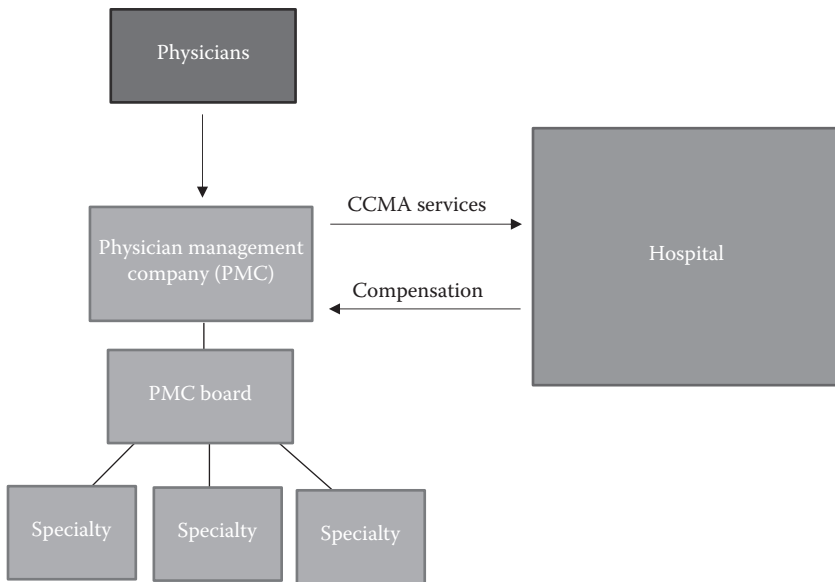 Physicians
CCMA services
Physician management
company (PMC)
Hospital
Compensation
PMC board
Specialty
Specialty
Specialty